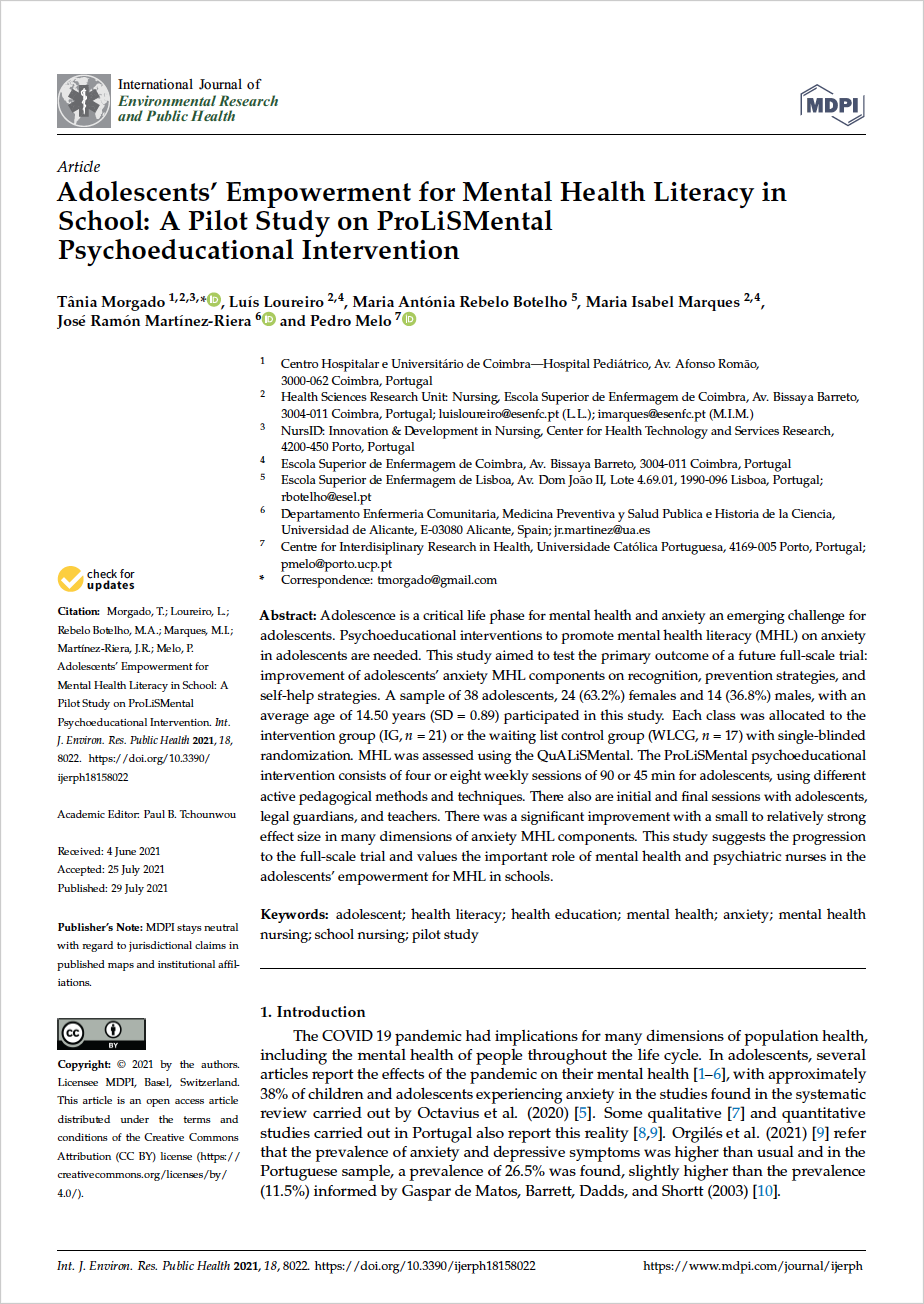 International Journal of
Environmental Research
and Public Health
MDPI
Article
Adolescents’ Empowerment for Mental Health Literacy in
School: A Pilot Study on ProLiSMental
Psychoeducational Intervention
Tânia Morgado 1,2,3,*, Luís Loureiro 2,4, Maria Antónia Rebelo Botelho 5, Maria Isabel Marques 2,4,
José Ramón Martínez-Riera 6 and Pedro Melo 7
1 Centro Hospitalar e Universitário de Coimbra—Hospital Pediátrico, Av. Afonso Romão,
3000-062 Coimbra, Portugal
2 Health Sciences Research Unit: Nursing, Escola Superior de Enfermagem de Coimbra, Av. Bissaya Barreto,
3004-011 Coimbra, Portugal; luisloureiro@esenfc.pt (L.L.); imarques@esenfc.pt (M.I.M.)
3 NursID: Innovation & Development in Nursing, Center for Health Technology and Services Research,
4200-450 Porto, Portugal
4 Escola Superior de Enfermagem de Coimbra, Av. Bissaya Barreto, 3004-011 Coimbra, Portugal
5 Escola Superior de Enfermagem de Lisboa, Av. Dom João II, Lote 4.69.01, 1990-096 Lisboa, Portugal;
rbotelho@esel.pt
6 Departamento Enfermeria Comunitaria, Medicina Preventiva y Salud Publica e Historia de la Ciencia,
Universidad de Alicante, E-03080 Alicante, Spain; jr.martinez@ua.es
7 Centre for Interdisiplinary Research in Health, Universidade Católica Portuguesa, 4169-005 Porto, Portugal;
pmelo@porto.ucp.pt
* Correspondence: tmorgado@gmail.com
check for
updates
Citation: Morgado, T.; Loureiro, L.;
Rebelo Botelho, M.A.; Marques, M.I.;
Martínez-Riera, J.R.; Melo, P.
Adolescents’ Empowerment for
Mental Health Literacy in School: A
Pilot Study on ProLiSMental
Psychoeducational Intervention. Int.
J. Environ. Res. Public Health 2021, 18,
8022. https://doi.org/10.3390/
ijerph18158022
Academic Editor: Paul B. Tchounwou
Received: 4 June 2021
Accepted: 25 July 2021
Published: 29 July 2021
Publisher’s Note: MDPI stays neutral
with regard to jurisdictional claims in
published maps and institutional affil-
iations.
CC BY
Copyright: © 2021 by the authors.
Licensee MDPI, Basel, Switzerland.
This article is an open access article
distributed under the terms and
conditions of the Creative Commons
Attribution (CC BY) license (https://
creativecommons.org/licenses/by/
4.0/).
Abstract: Adolescence is a critical life phase for mental health and anxiety an emerging challenge for
adolescents. Psychoeducational interventions to promote mental health literacy (MHL) on anxiety
in adolescents are needed. This study aimed to test the primary outcome of a future full-scale trial:
improvement of adolescents’ anxiety MHL components on recognition, prevention strategies, and
self-help strategies. A sample of 38 adolescents, 24 (63.2%) females and 14 (36.8%) males, with an
average age of 14.50 years (SD = 0.89) participated in this study. Each class was allocated to the
intervention group (IG, n = 21) or the waiting list control group (WLCG, n = 17) with single-blinded
randomization. MHL was assessed using the QuALiSMental. The ProLiSMental psychoeducational
intervention consists of four or eight weekly sessions of 90 or 45 min for adolescents, using different
active pedagogical methods and techniques. There also are initial and final sessions with adolescents,
legal guardians, and teachers. There was a significant improvement with a small to relatively strong
effect size in many dimensions of anxiety MHL components. This study suggests the progression
to the full-scale trial and values the important role of mental health and psychiatric nurses in the
adolescents’ empowerment for MHL in schools.
Keywords: adolescent; health literacy; health education; mental health; anxiety; mental health
nursing; school nursing; pilot study
1. Introduction
The COVID 19 pandemic had implications for many dimensions of population health,
including the mental health of people throughout the life cycle. In adolescents, several
articles report the effects of the pandemic on their mental health [1–6], with approximately
38% of children and adolescents experiencing anxiety in the studies found in the systematic
review carried out by Octavius et al. (2020) [5]. Some qualitative [7] and quantitative
studies carried out in Portugal also report this reality [8,9]. Orgilés et al. (2021) [9] refer
that the prevalence of anxiety and depressive symptoms was higher than usual and in the
Portuguese sample, a prevalence of 26.5% was found, slightly higher than the prevalence
(11.5%) informed by Gaspar de Matos, Barrett, Dadds, and Shortt (2003) [10].
Int. J. Environ. Res. Public Health 2021, 18, 8022. https://doi.org/10.3390/ijerph18158022
https://www.mdpi.com/journal/ijerph